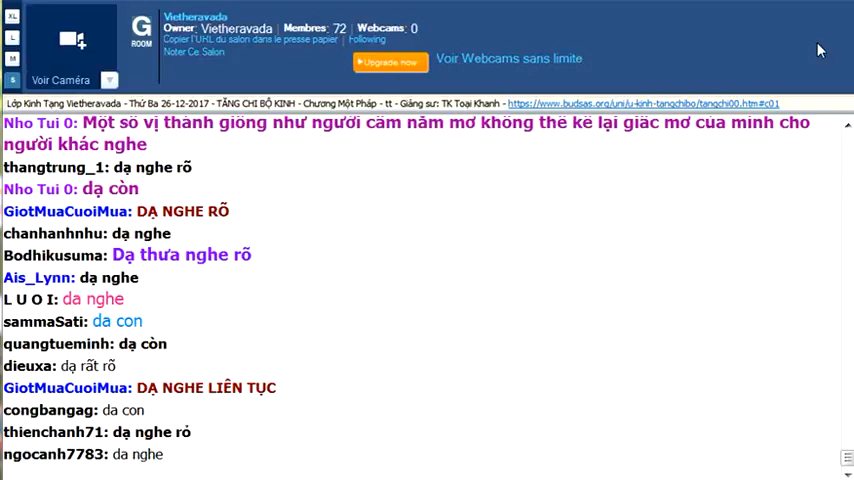 XL
L
M
S
Voir Caméra
G
ROOM
Vietheravada
Owner: Vietheravada | Membres: 72 | Webcams: 0
Copier l'URL du salon dans le presse papier | Following
Noter Ce Salon
Upgrade now
Voir Webcams sans limite
Lớp Kinh Tạng Vietheravada - Thứ Ba 26-12-2017 - TĂNG CHI BỘ KINH - Chương Một Pháp - tt - Giảng sư: TK Toại Khanh - https://www.budsas.org/uni/u-kinh-tangchibo/tangchi00.htm#c01
Nho Tui 0: Một số vị thánh giống như người câm nằm mơ không thể kể lại giấc mơ của mình cho
người khác nghe
thangtrung_1: dạ nghe rõ
Nho Tui 0: dạ còn
GiotMuaCuoiMua: DẠ NGHE RÕ
chanhanhnhu: dạ nghe
Bodhikusuma: Dạ thưa nghe rõ
Ais_Lynn: dạ nghe
L U O I: da nghe
sammaSati: da con
quangtueminh: dạ còn
dieuxa: dạ rất rõ
GiotMuaCuoiMua: DẠ NGHE LIÊN TỤC
congbangag: da con
thienchanh71: dạ nghe rỏ
ngocanh7783: da nghe